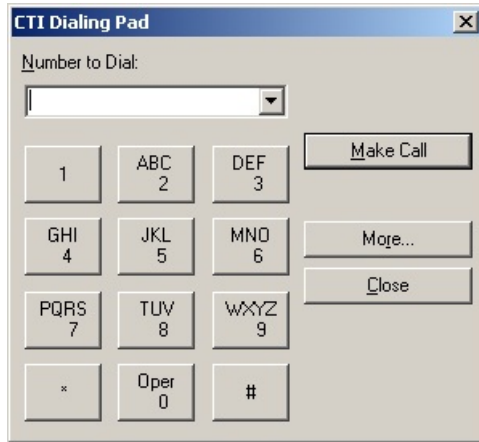 CTI Dialing Pad
Number to Dial:
Make Call
1
ABC
2
DEF
3
GHI
4
JKL
5
MNO
6
More...
PQRS
7
TUV
8
WXYZ
9
Close
*
Oper
0
#